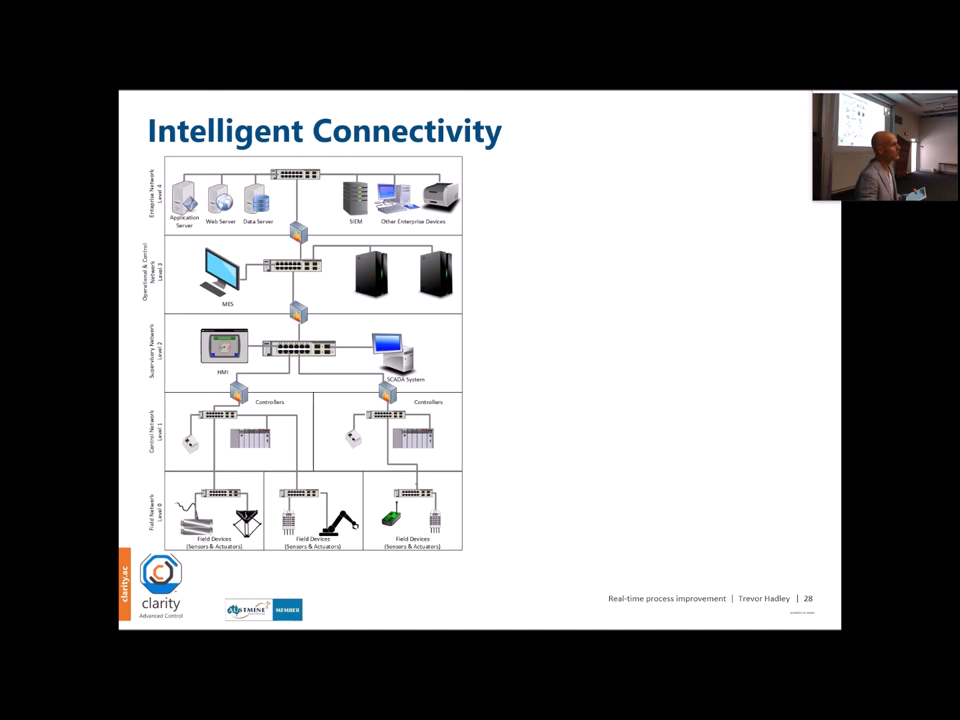 Intelligent Connectivity
Enterprise Network
Level 4
Application
Server
Web Server
Data Server
SIEM
Other Enterprise Devices
Operational & Control
Network
Level 3
MES
Supervisory Network
Level 2
HMI
SCADA System
Control Network
Level 1
Controllers
Controllers
Field Network
Level 0
Field Devices
(Sensors & Actuators)
Field Devices
(Sensors & Actuators)
Field Devices
(Sensors & Actuators)
clarity.ac
clarity
Advanced Control
AUSTMINE
MEMBER
Real-time process improvement | Trevor Hadley | 28